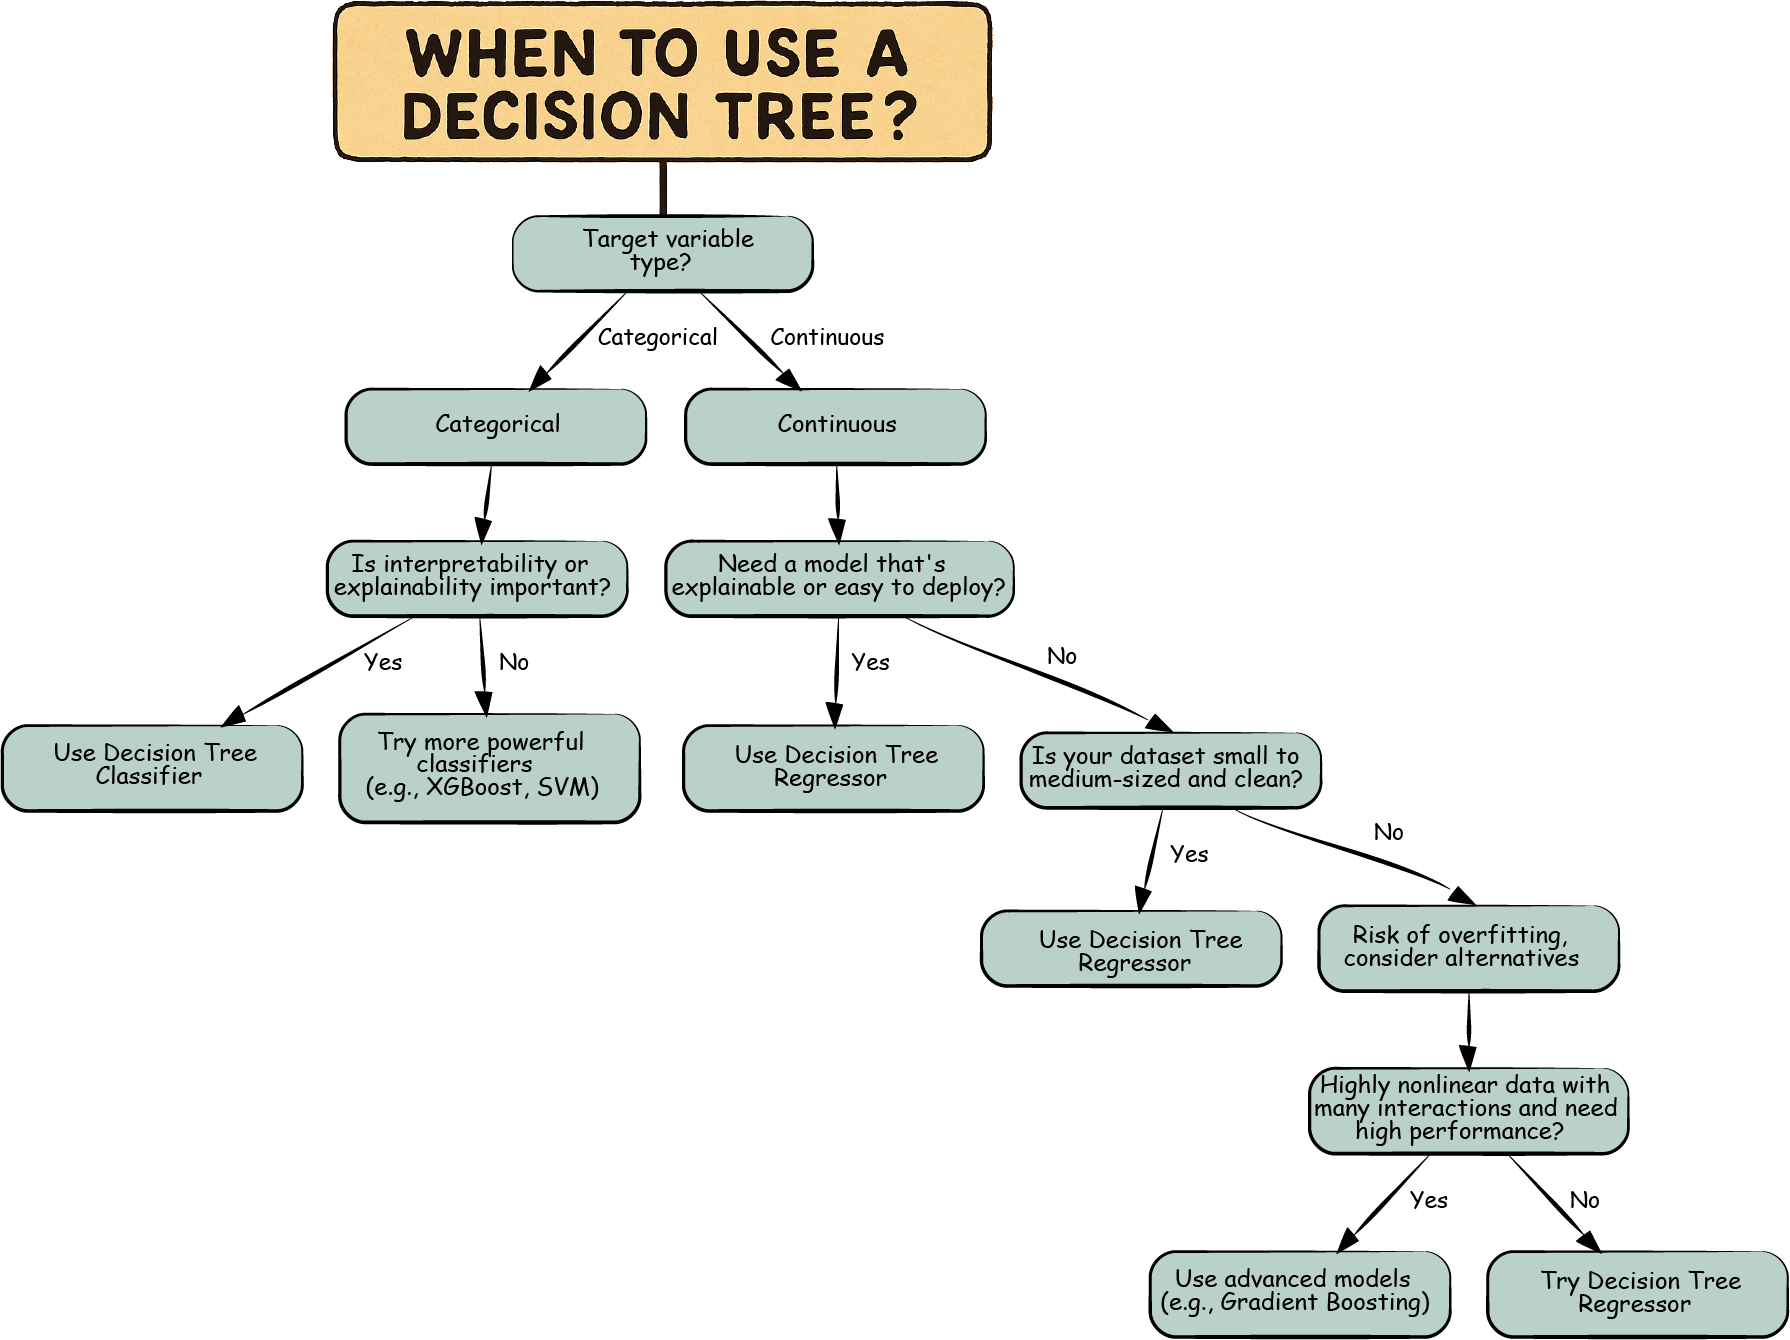 WHEN TO USE A
DECISION TREE?
Target variable
type?
Categorical
Continuous
Categorical
Continuous
Is interpretability or
explainability important?
Need a model that's
explainable or easy to deploy?
Yes
No
Yes
No
Use Decision Tree
Classifier
Try more powerful
classifiers
(e.g., XGBoost, SVM)
Use Decision Tree
Regressor
Is your dataset small to
medium-sized and clean?
Yes
No
Use Decision Tree
Regressor
Risk of overfitting,
consider alternatives
Highly nonlinear data with
many interactions and need
high performance?
Yes
No
Use advanced models
(e.g., Gradient Boosting)
Try Decision Tree
Regressor